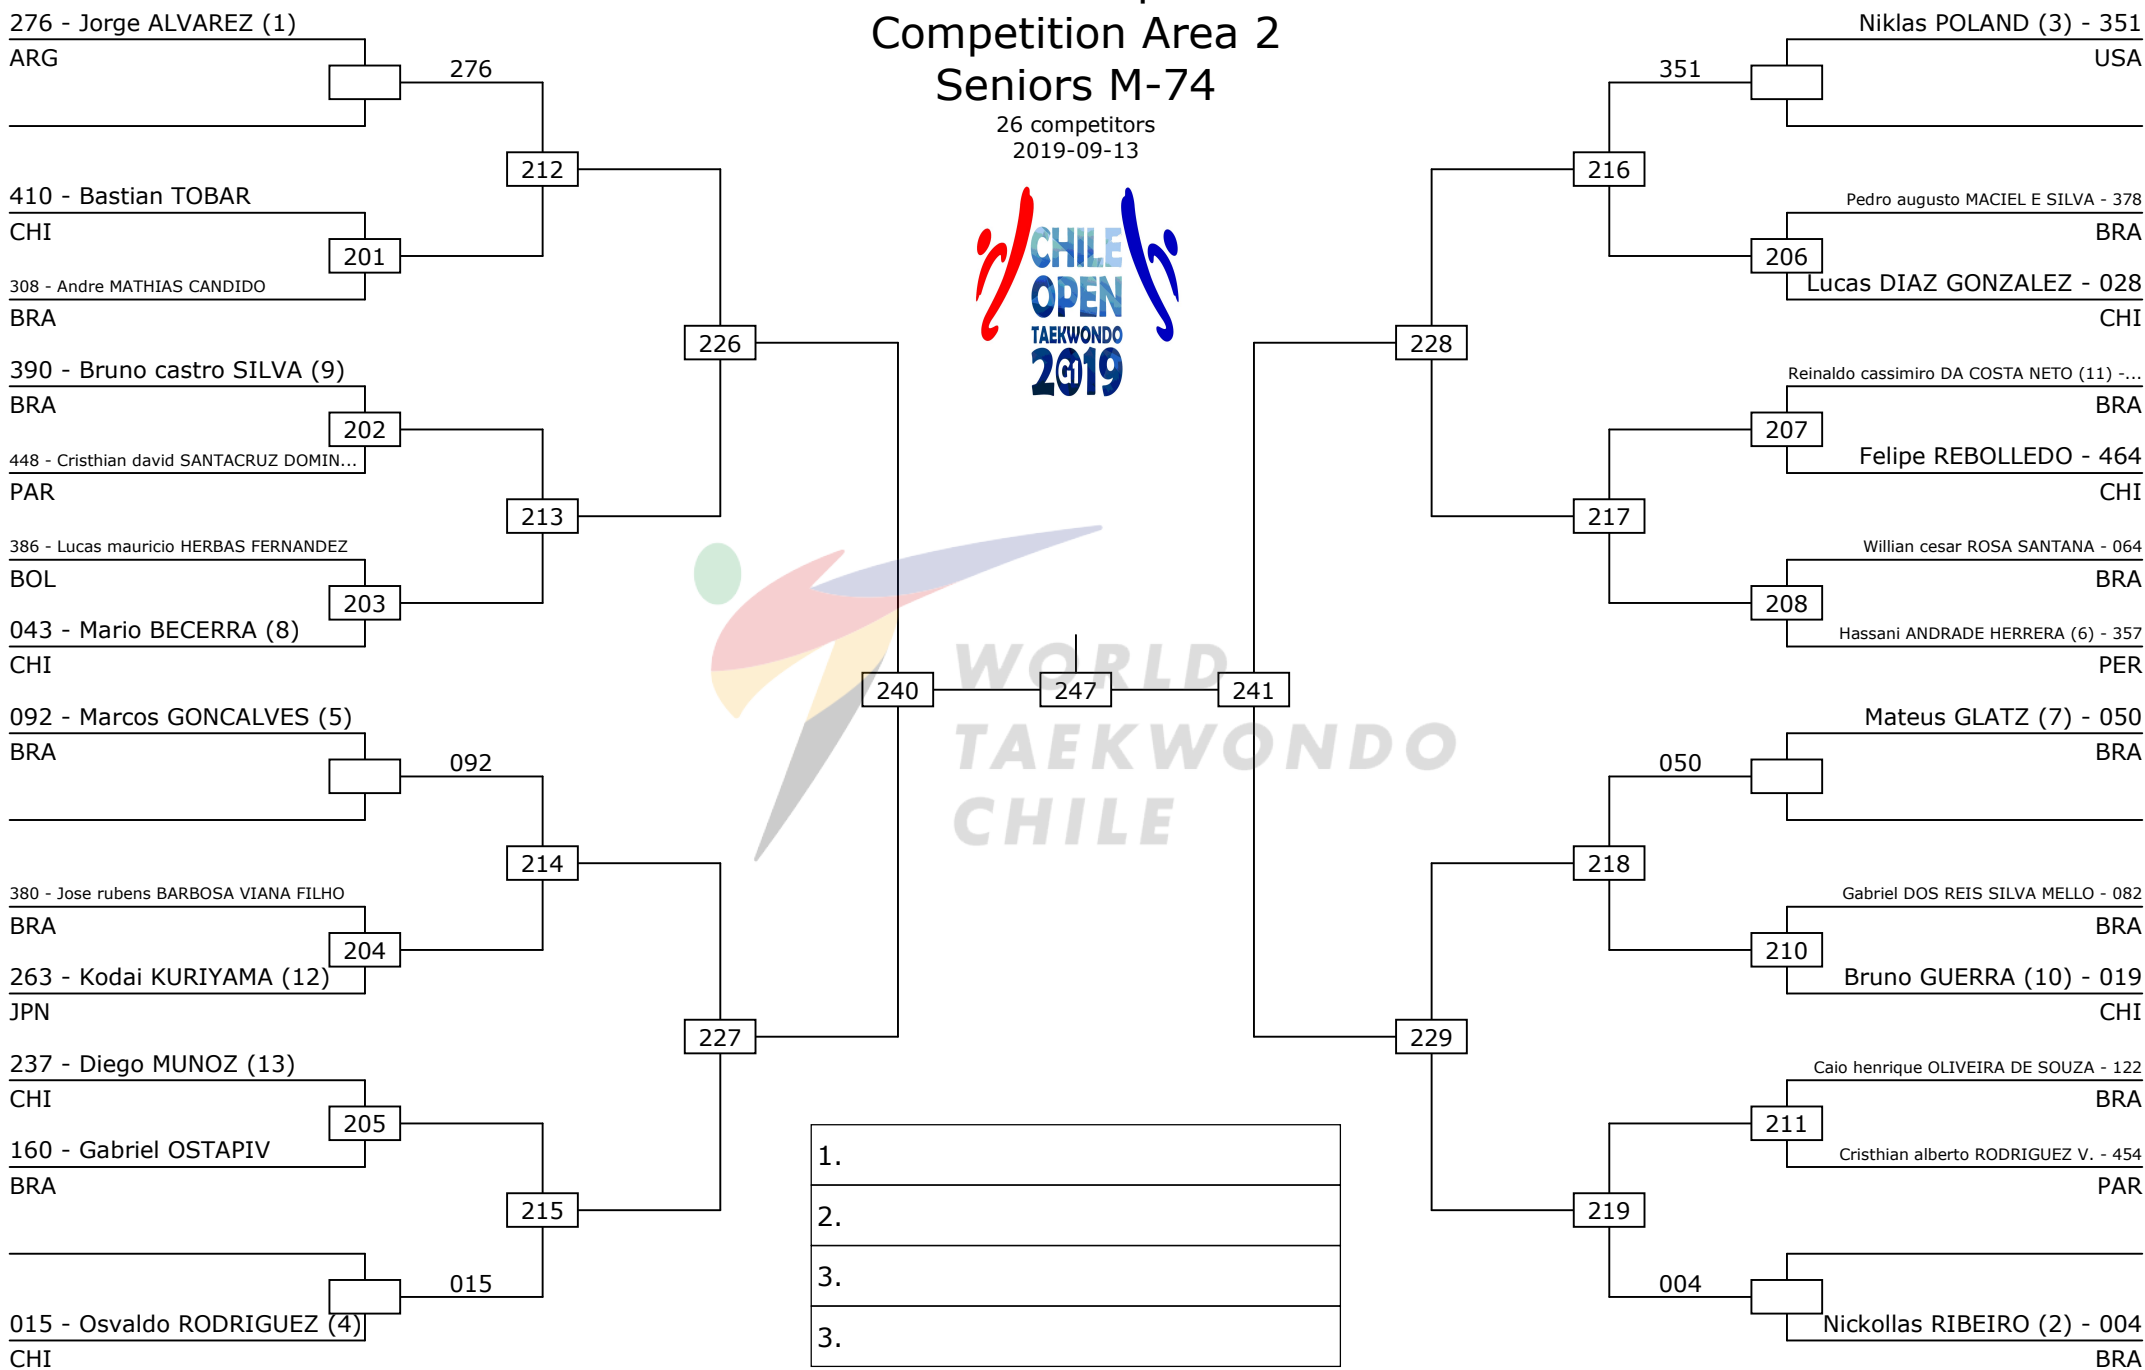 Competition Area 2
Seniors M-74
26 competitors
2019-09-13
CHILE
OPEN
TAEKWONDO
2019
G1
WORLD
TAEKWONDO
CHILE
276 - Jorge ALVAREZ (1)
ARG
276
212
410 - Bastian TOBAR
CHI
201
308 - Andre MATHIAS CANDIDO
BRA
226
390 - Bruno castro SILVA (9)
BRA
202
448 - Cristhian david SANTACRUZ DOMIN...
PAR
213
386 - Lucas mauricio HERBAS FERNANDEZ
BOL
203
043 - Mario BECERRA (8)
CHI
240
247
241
092 - Marcos GONCALVES (5)
BRA
092
214
380 - Jose rubens BARBOSA VIANA FILHO
BRA
204
263 - Kodai KURIYAMA (12)
JPN
227
237 - Diego MUNOZ (13)
CHI
205
160 - Gabriel OSTAPIV
BRA
215
015
015 - Osvaldo RODRIGUEZ (4)
CHI
Niklas POLAND (3) - 351
USA
351
216
Pedro augusto MACIEL E SILVA - 378
BRA
206
Lucas DIAZ GONZALEZ - 028
CHI
228
Reinaldo cassimiro DA COSTA NETO (11) -...
BRA
207
Felipe REBOLLEDO - 464
CHI
217
Willian cesar ROSA SANTANA - 064
BRA
208
Hassani ANDRADE HERRERA (6) - 357
PER
Mateus GLATZ (7) - 050
BRA
050
218
Gabriel DOS REIS SILVA MELLO - 082
BRA
210
Bruno GUERRA (10) - 019
CHI
229
Caio henrique OLIVEIRA DE SOUZA - 122
BRA
211
Cristhian alberto RODRIGUEZ V. - 454
PAR
219
004
Nickollas RIBEIRO (2) - 004
BRA
1.
2.
3.
3.